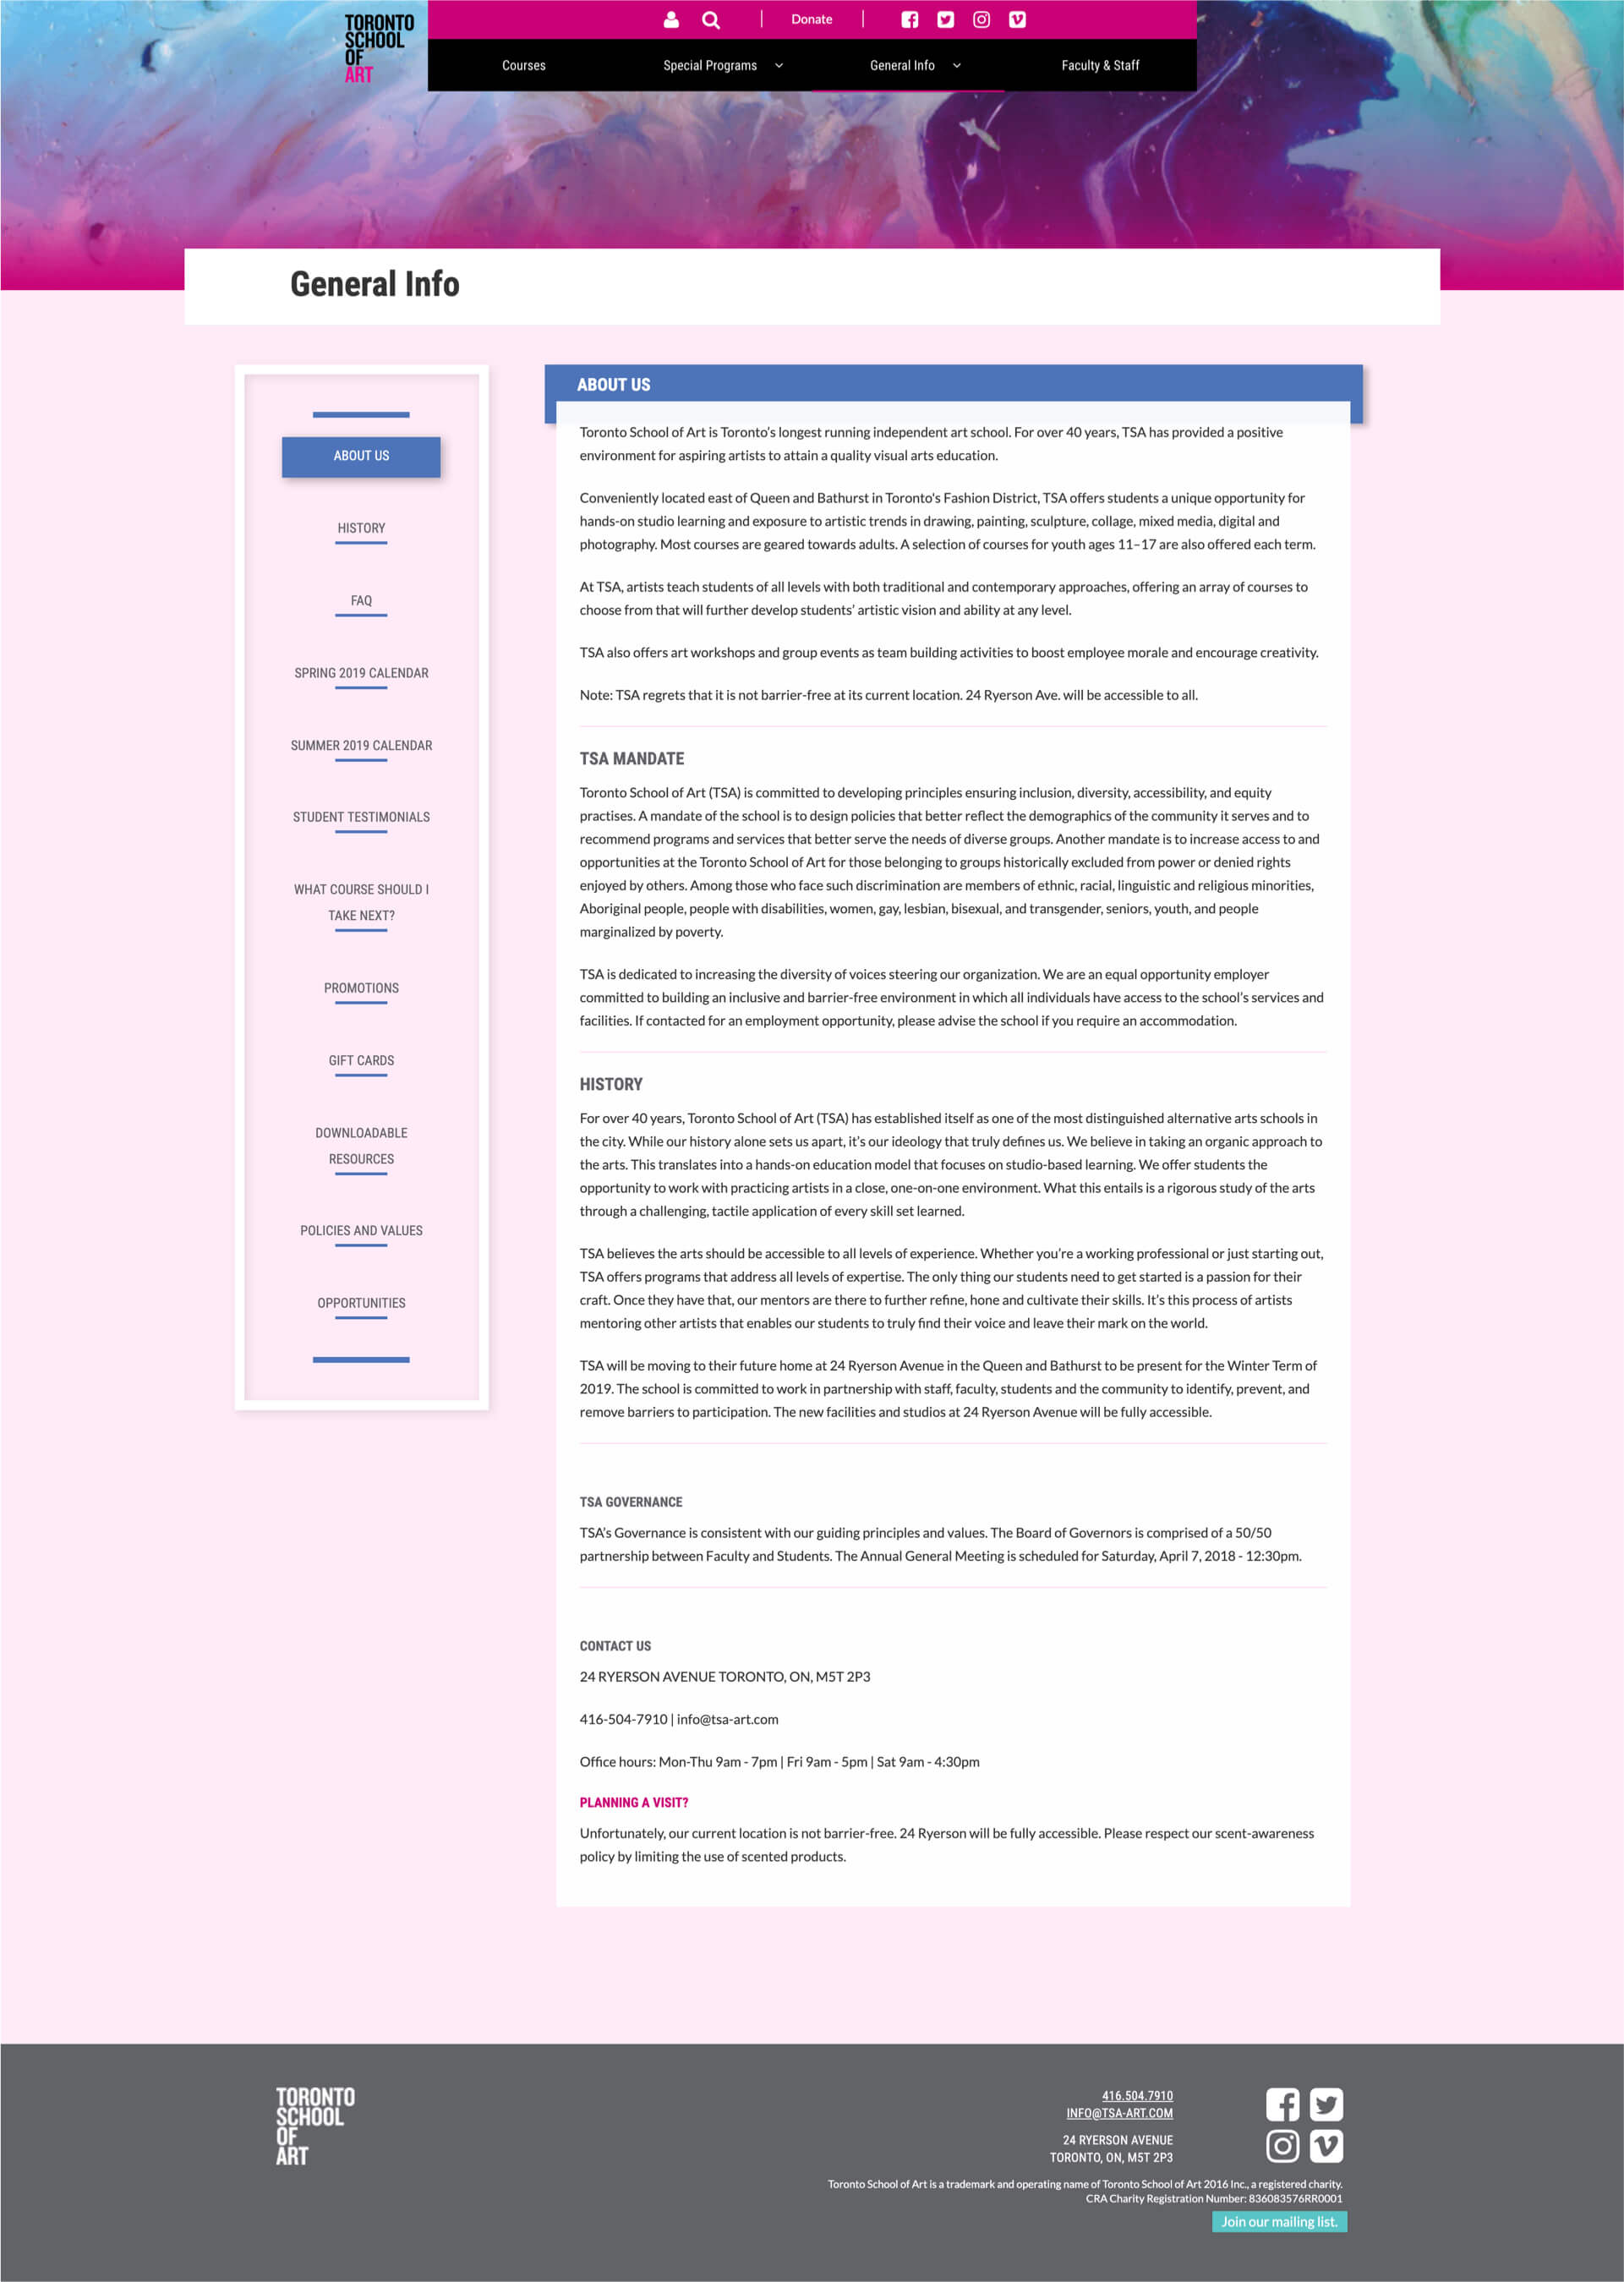 TORONTO
SCHOOL
OF
ART
Donate
Courses
Special Programs
General Info
Faculty & Staff
General Info
ABOUT US
HISTORY
FAQ
SPRING 2019 CALENDAR
SUMMER 2019 CALENDAR
STUDENT TESTIMONIALS
WHAT COURSE SHOULD I
TAKE NEXT?
PROMOTIONS
GIFT CARDS
DOWNLOADABLE
RESOURCES
POLICIES AND VALUES
OPPORTUNITIES
ABOUT US
Toronto School of Art is Toronto's longest running independent art school. For over 40 years, TSA has provided a positive
environment for aspiring artists to attain a quality visual arts education.
Conveniently located east of Queen and Bathurst in Toronto's Fashion District, TSA offers students a unique opportunity for
hands-on studio learning and exposure to artistic trends in drawing, painting, sculpture, collage, mixed media, digital and
photography. Most courses are geared towards adults. A selection of courses for youth ages 11–17 are also offered each term.
At TSA, artists teach students of all levels with both traditional and contemporary approaches, offering an array of courses to
choose from that will further develop students' artistic vision and ability at any level.
TSA also offers art workshops and group events as team building activities to boost employee morale and encourage creativity.
Note: TSA regrets that it is not barrier-free at its current location. 24 Ryerson Ave. will be accessible to all.
TSA MANDATE
Toronto School of Art (TSA) is committed to developing principles ensuring inclusion, diversity, accessibility, and equity
practises. A mandate of the school is to design policies that better reflect the demographics of the community it serves and to
recommend programs and services that better serve the needs of diverse groups. Another mandate is to increase access to and
opportunities at the Toronto School of Art for those belonging to groups historically excluded from power or denied rights
enjoyed by others. Among those who face such discrimination are members of ethnic, racial, linguistic and religious minorities,
Aboriginal people, people with disabilities, women, gay, lesbian, bisexual, and transgender, seniors, youth, and people
marginalized by poverty.
TSA is dedicated to increasing the diversity of voices steering our organization. We are an equal opportunity employer
committed to building an inclusive and barrier-free environment in which all individuals have access to the school's services and
facilities. If contacted for an employment opportunity, please advise the school if you require an accommodation.
HISTORY
For over 40 years, Toronto School of Art (TSA) has established itself as one of the most distinguished alternative arts schools in
the city. While our history alone sets us apart, it's our ideology that truly defines us. We believe in taking an organic approach to
the arts. This translates into a hands-on education model that focuses on studio-based learning. We offer students the
opportunity to work with practicing artists in a close, one-on-one environment. What this entails is a rigorous study of the arts
through a challenging, tactile application of every skill set learned.
TSA believes the arts should be accessible to all levels of experience. Whether you're a working professional or just starting out,
TSA offers programs that address all levels of expertise. The only thing our students need to get started is a passion for their
craft. Once they have that, our mentors are there to further refine, hone and cultivate their skills. It's this process of artists
mentoring other artists that enables our students to truly find their voice and leave their mark on the world.
TSA will be moving to their future home at 24 Ryerson Avenue in the Queen and Bathurst to be present for the Winter Term of
2019. The school is committed to work in partnership with staff, faculty, students and the community to identify, prevent, and
remove barriers to participation. The new facilities and studios at 24 Ryerson Avenue will be fully accessible.
TSA GOVERNANCE
TSA's Governance is consistent with our guiding principles and values. The Board of Governors is comprised of a 50/50
partnership between Faculty and Students. The Annual General Meeting is scheduled for Saturday, April 7, 2018 - 12:30pm.
CONTACT US
24 RYERSON AVENUE TORONTO, ON, M5T 2P3
416-504-7910 | info@tsa-art.com
Office hours: Mon-Thu 9am - 7pm | Fri 9am - 5pm | Sat 9am - 4:30pm
PLANNING A VISIT?
Unfortunately, our current location is not barrier-free. 24 Ryerson will be fully accessible. Please respect our scent-awareness
policy by limiting the use of scented products.
TORONTO
SCHOOL
OF
ART
416.504.7910
INFO@TSA-ART.COM
24 RYERSON AVENUE
TORONTO, ON, M5T 2P3
Toronto School of Art is a trademark and operating name of Toronto School of Art 2016 Inc., a registered charity.
CRA Charity Registration Number: 836083576RR0001
Join our mailing list.